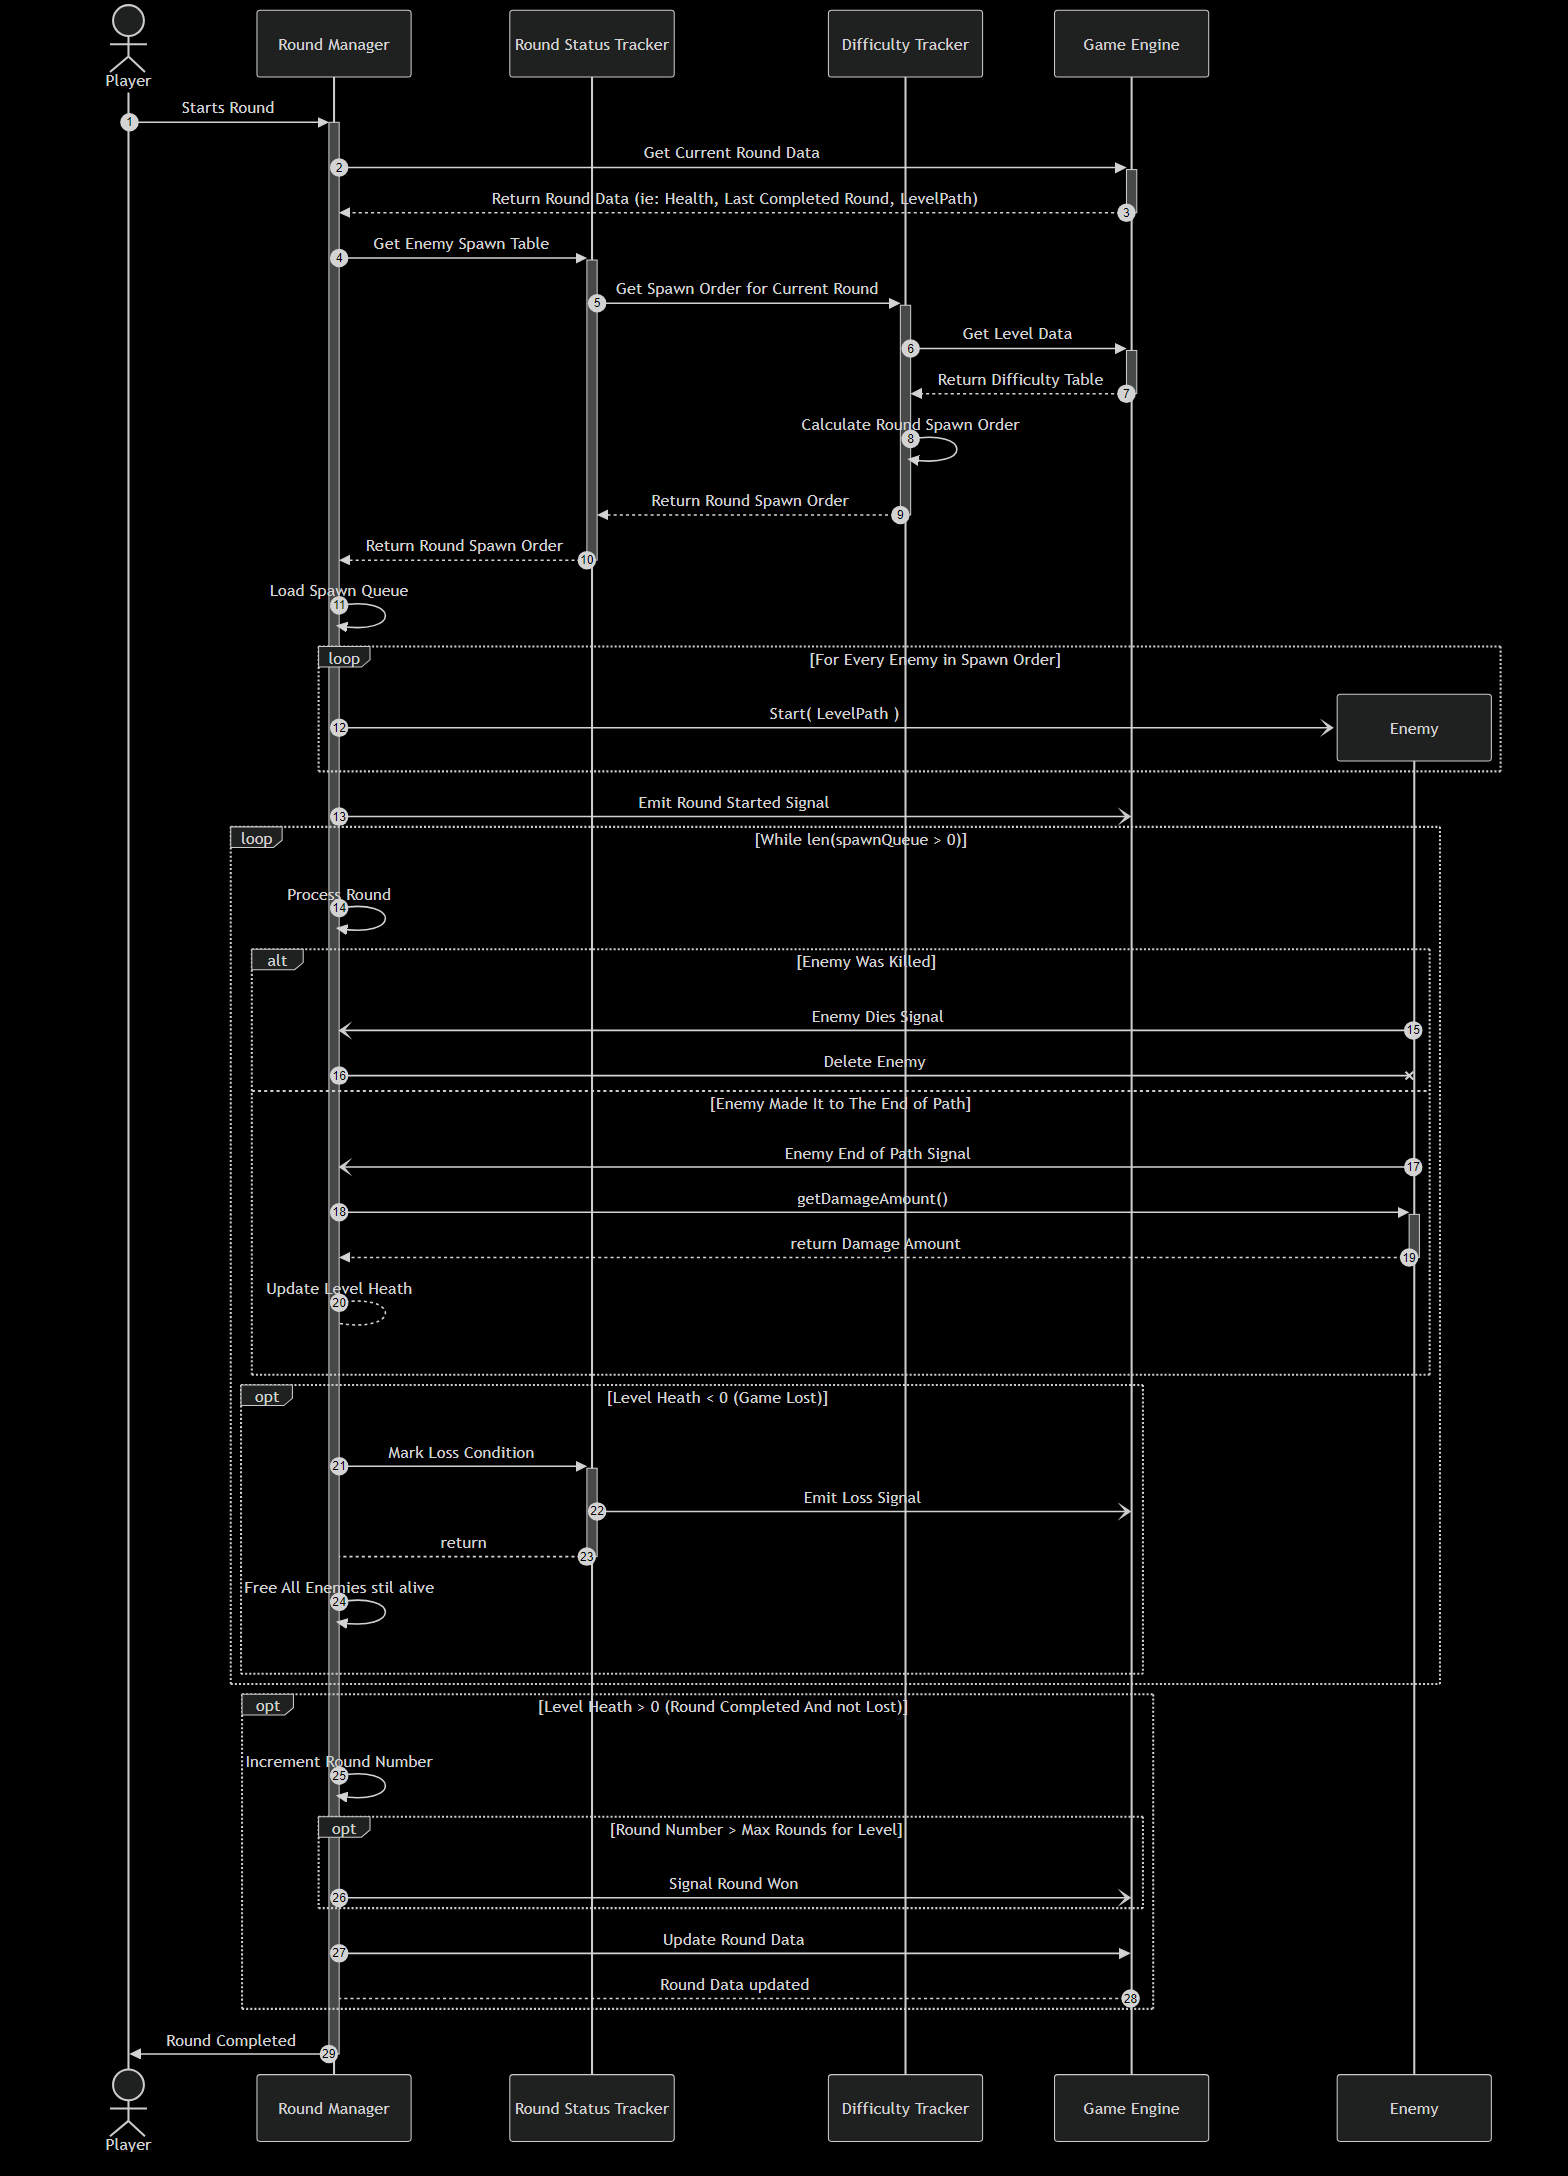 Player
Round Manager
Round Status Tracker
Difficulty Tracker
Game Engine
Starts Round
1
Get Current Round Data
2
Return Round Data (ie: Health, Last Completed Round, LevelPath)
3
Get Enemy Spawn Table
4
Get Spawn Order for Current Round
5
Get Level Data
6
Return Difficulty Table
7
Calculate Round Spawn Order
8
Return Round Spawn Order
9
Return Round Spawn Order
10
Load Spawn Queue
11
loop
[For Every Enemy in Spawn Order]
Start( LevelPath )
12
Enemy
Emit Round Started Signal
13
loop
[While len(spawnQueue > 0)]
Process Round
14
alt
[Enemy Was Killed]
Enemy Dies Signal
15
Delete Enemy
16
[Enemy Made It to The End of Path]
Enemy End of Path Signal
17
getDamageAmount()
18
return Damage Amount
19
Update Level Heath
20
opt
[Level Heath < 0 (Game Lost)]
Mark Loss Condition
21
Emit Loss Signal
22
return
23
Free All Enemies stil alive
24
opt
[Level Heath > 0 (Round Completed And not Lost)]
Increment Round Number
25
opt
[Round Number > Max Rounds for Level]
Signal Round Won
26
Update Round Data
27
Round Data updated
28
Round Completed
29
Player
Round Manager
Round Status Tracker
Difficulty Tracker
Game Engine
Enemy